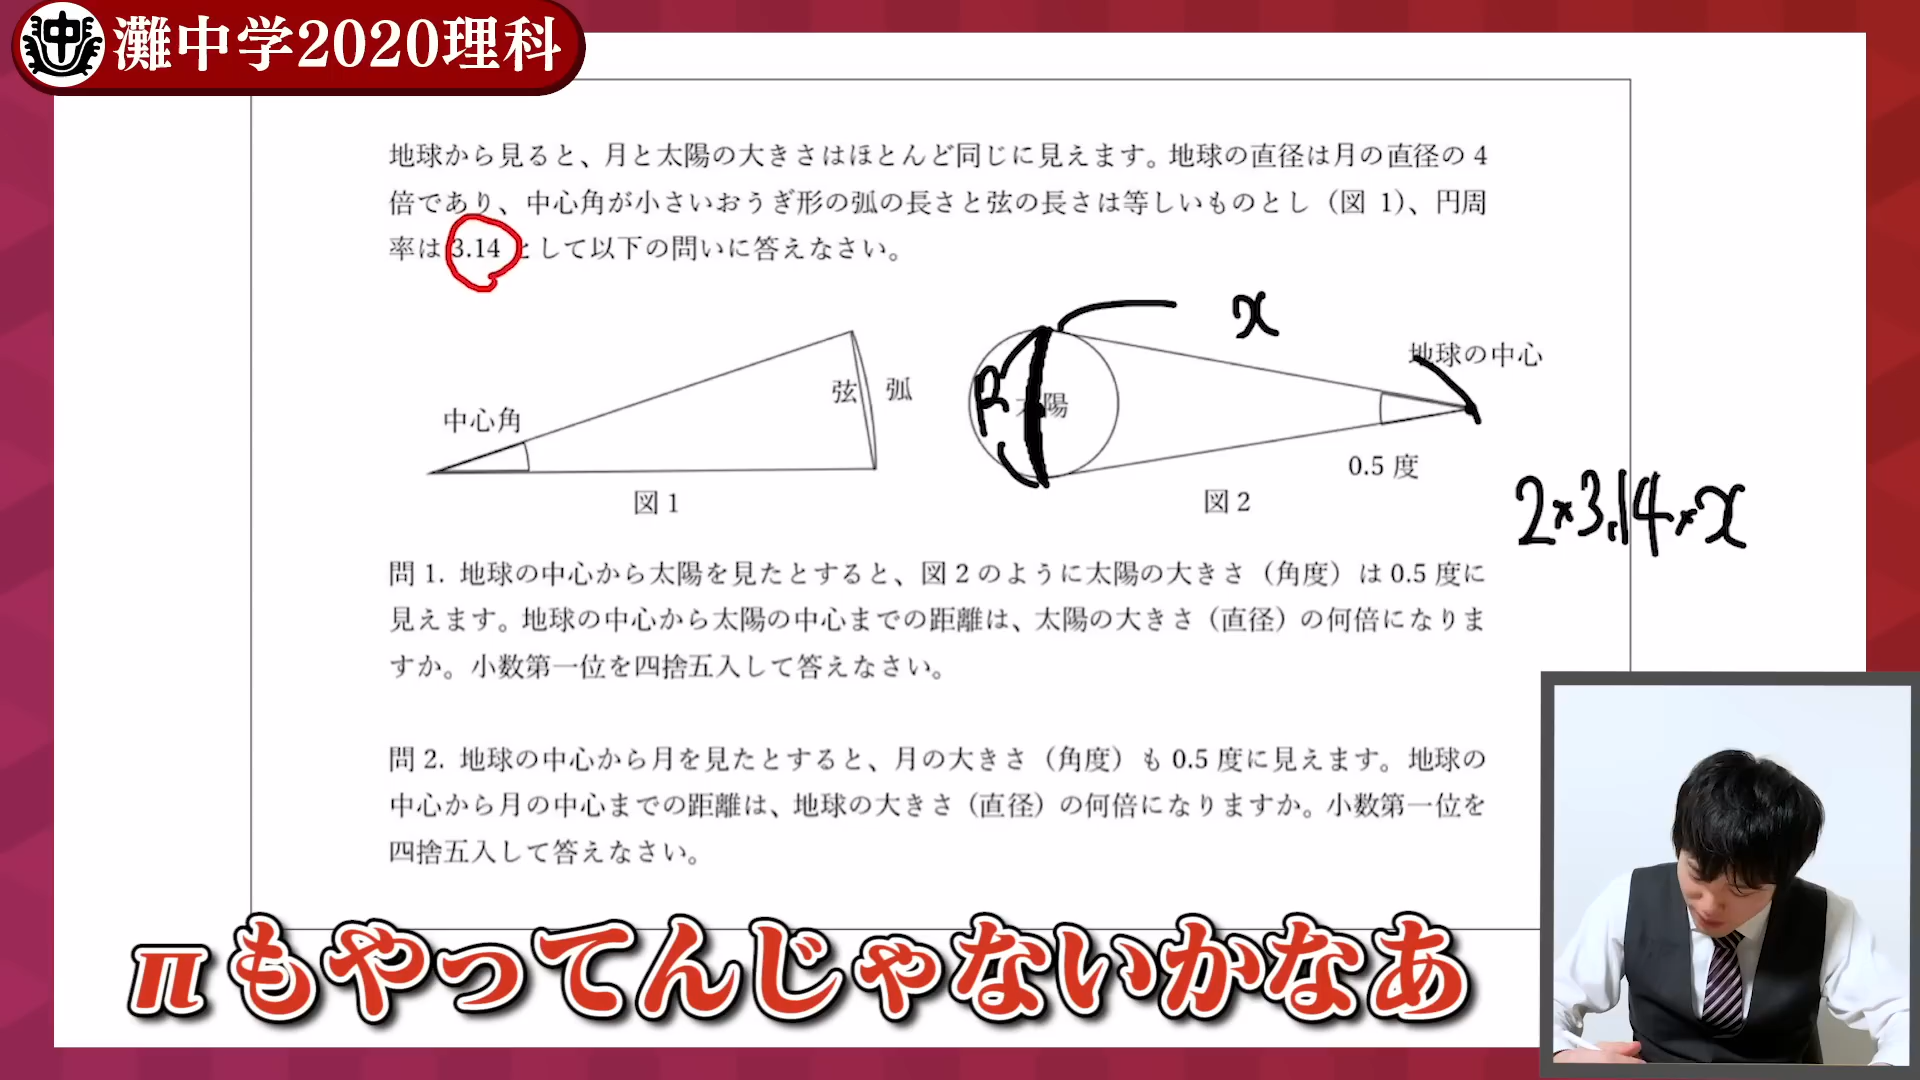 灘中学2020理科
地球から見ると、月と太陽の大きさはほとんど同じに見えます。地球の直径は月の直径の 4
倍であり、中心角が小さいおうぎ形の弧の長さと弦の長さは等しいものとし（図 1）、円周
率は 3.14 として以下の問いに答えなさい。
x
地球の中心
弦 弧
中心角
R
太陽
0.5 度
図 1
図 2
2×3.14×x
問 1. 地球の中心から太陽を見たとすると、図 2 のように太陽の大きさ（角度）は 0.5 度に
見えます。地球の中心から太陽の中心までの距離は、太陽の大きさ（直径）の何倍になりま
すか。小数第一位を四捨五入して答えなさい。
問 2. 地球の中心から月を見たとすると、月の大きさ（角度）も 0.5 度に見えます。地球の
中心から月の中心までの距離は、地球の大きさ（直径）の何倍になりますか。小数第一位を
四捨五入して答えなさい。
πもやってんじゃないかなあ